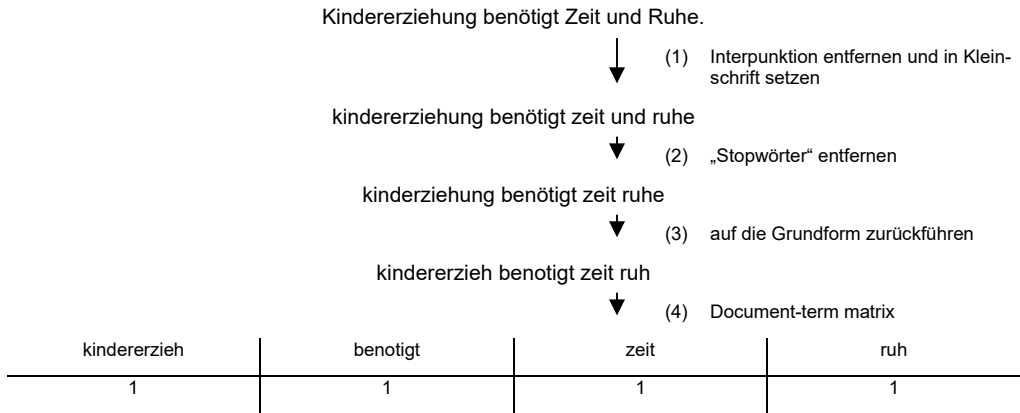 Kindererziehung benötigt Zeit und Ruhe.
(1) Interpunktion entfernen und in Klein-
schrift setzen
kindererziehung benötigt zeit und ruhe
(2) „Stopwörter“ entfernen
kinderziehung benötigt zeit ruhe
(3) auf die Grundform zurückführen
kindererzieh benotigt zeit ruh
(4) Document-term matrix
kindererzieh benotigt zeit ruh
1 1 1 1